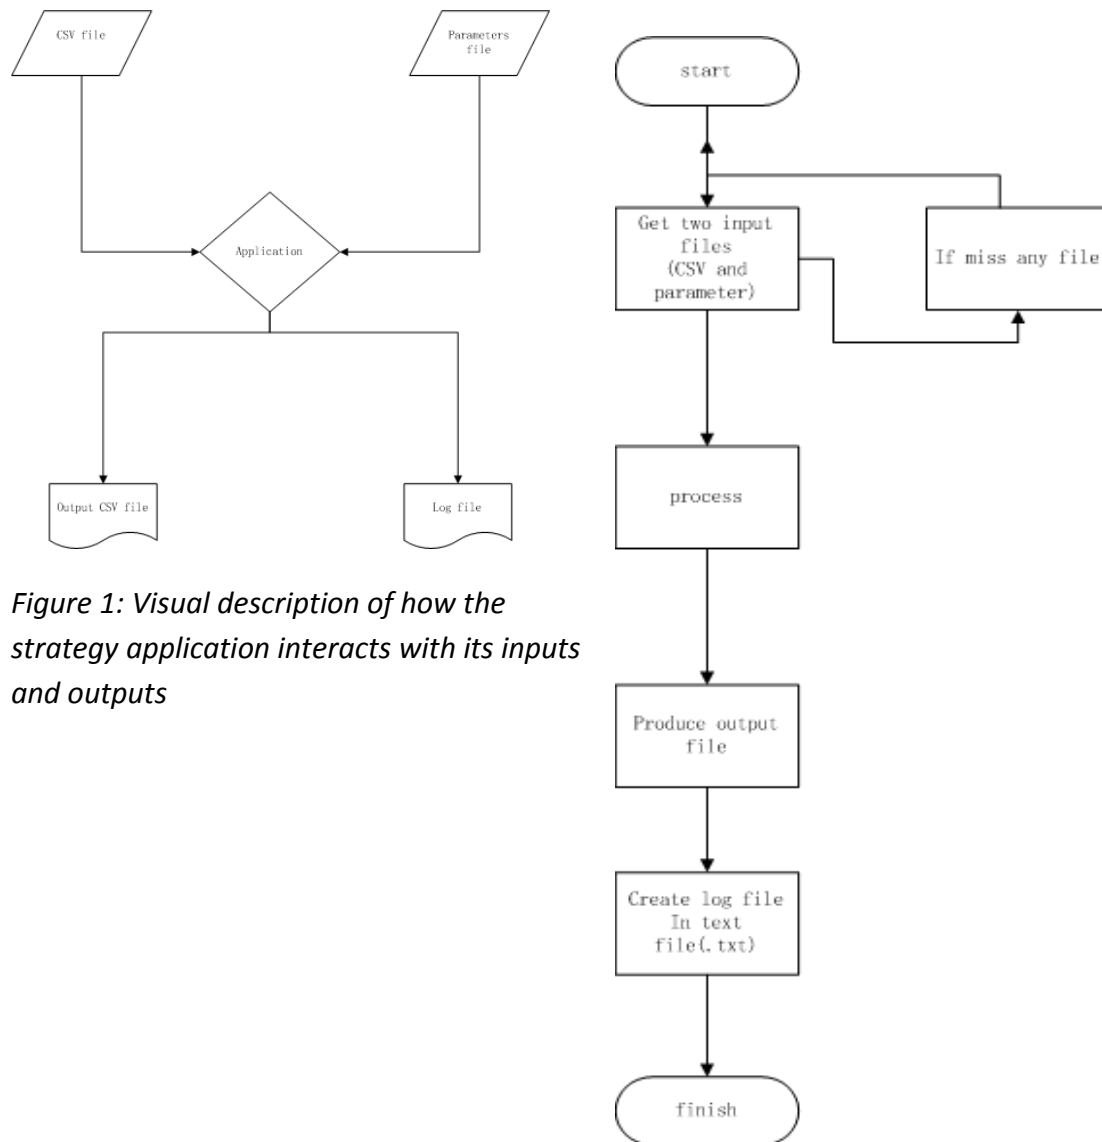 CSV file
Parameters
file
Application
Output CSV file
Log file
Figure 1: Visual description of how the
strategy application interacts with its inputs
and outputs
start
Get two input
files
(CSV and
parameter)
If miss any file
process
Produce output
file
Create log file
In text
file(.txt)
finish